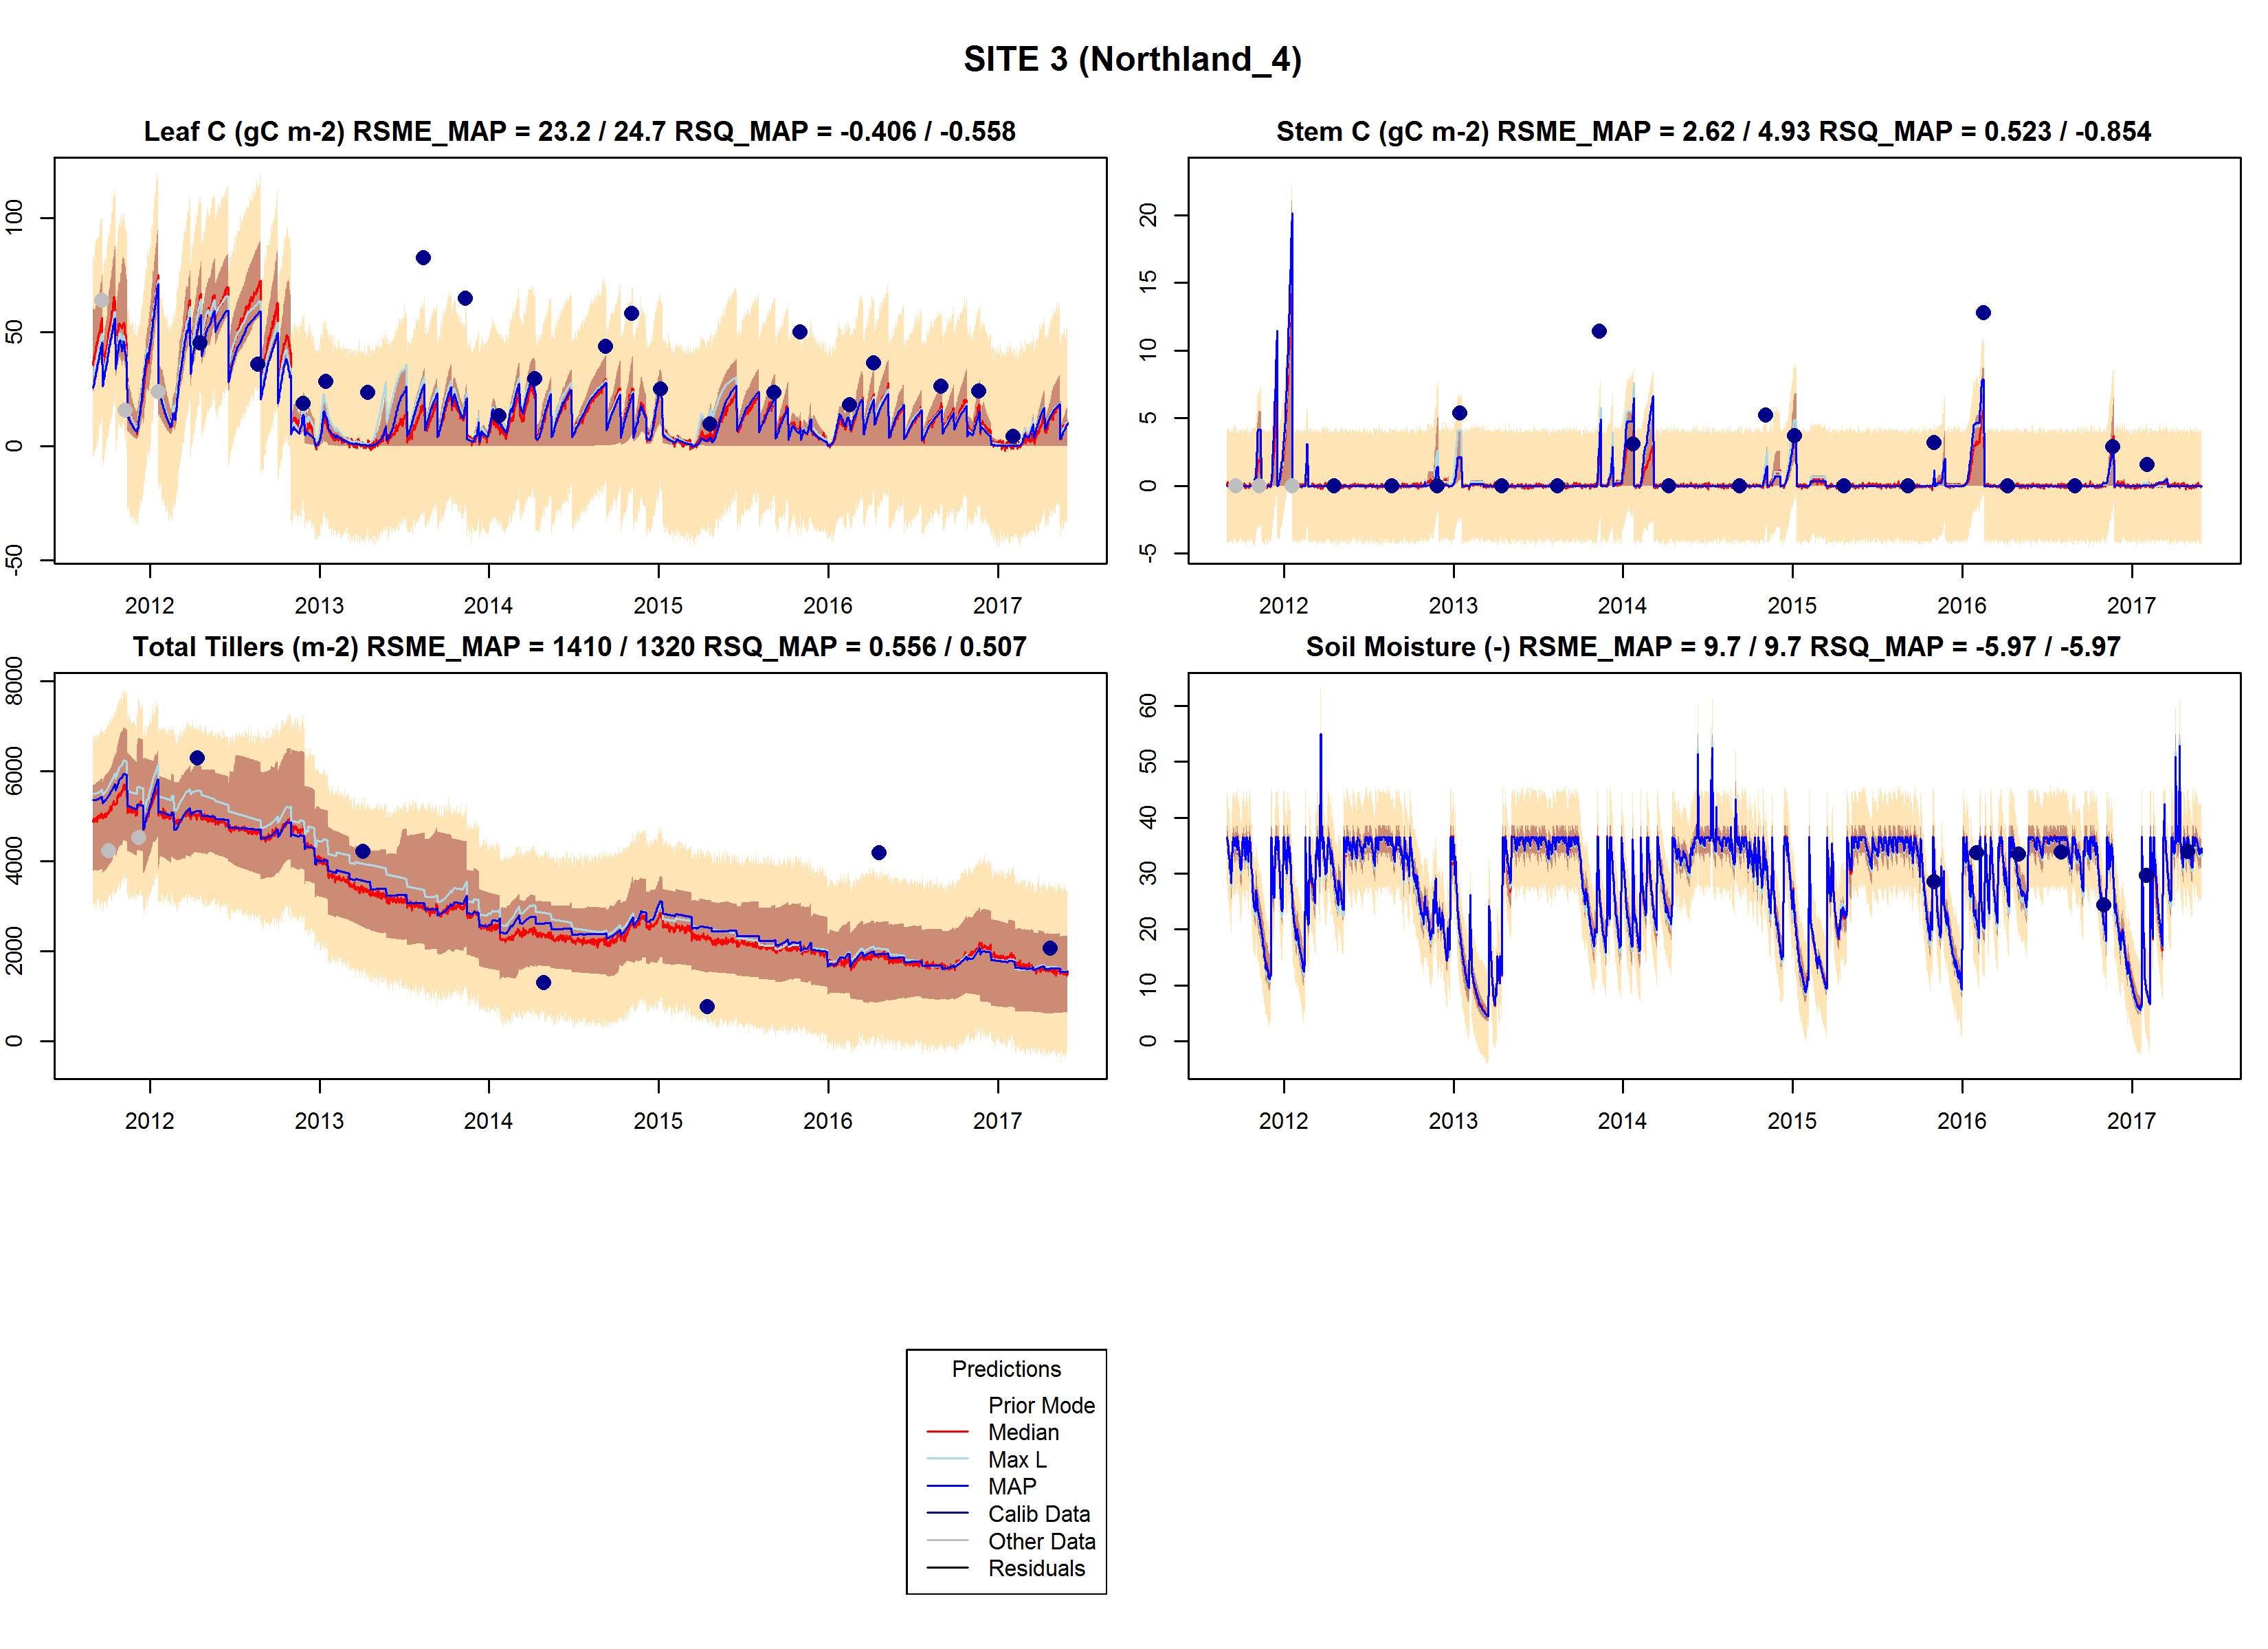 SITE 3 (Northland_4)
Leaf C (gC m-2) RSME_MAP = 23.2 / 24.7 RSQ_MAP = -0.406 / -0.558
100
50
0
-50
2012 2013 2014 2015 2016 2017
Stem C (gC m-2) RSME_MAP = 2.62 / 4.93 RSQ_MAP = 0.523 / -0.854
20
15
10
5
0
-5
2012 2013 2014 2015 2016 2017
Total Tillers (m-2) RSME_MAP = 1410 / 1320 RSQ_MAP = 0.556 / 0.507
8000
6000
4000
2000
0
2012 2013 2014 2015 2016 2017
Soil Moisture (-) RSME_MAP = 9.7 / 9.7 RSQ_MAP = -5.97 / -5.97
60
50
40
30
20
10
0
2012 2013 2014 2015 2016 2017
Predictions
Prior Mode
Median
Max L
MAP
Calib Data
Other Data
Residuals